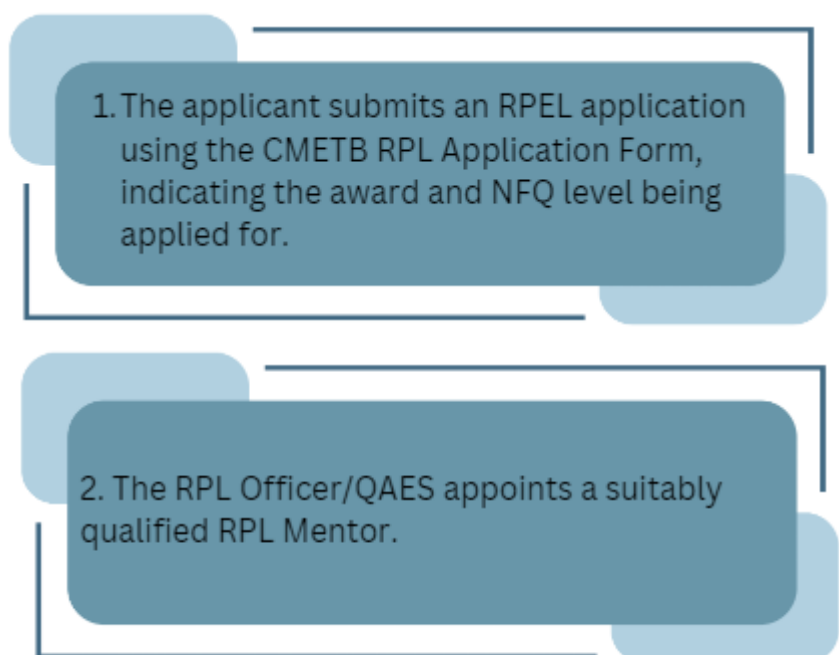 1. The applicant submits an RPEL application
using the CMETB RPL Application Form,
indicating the award and NFQ level being
applied for.
2. The RPL Officer/QAES appoints a suitably
qualified RPL Mentor.